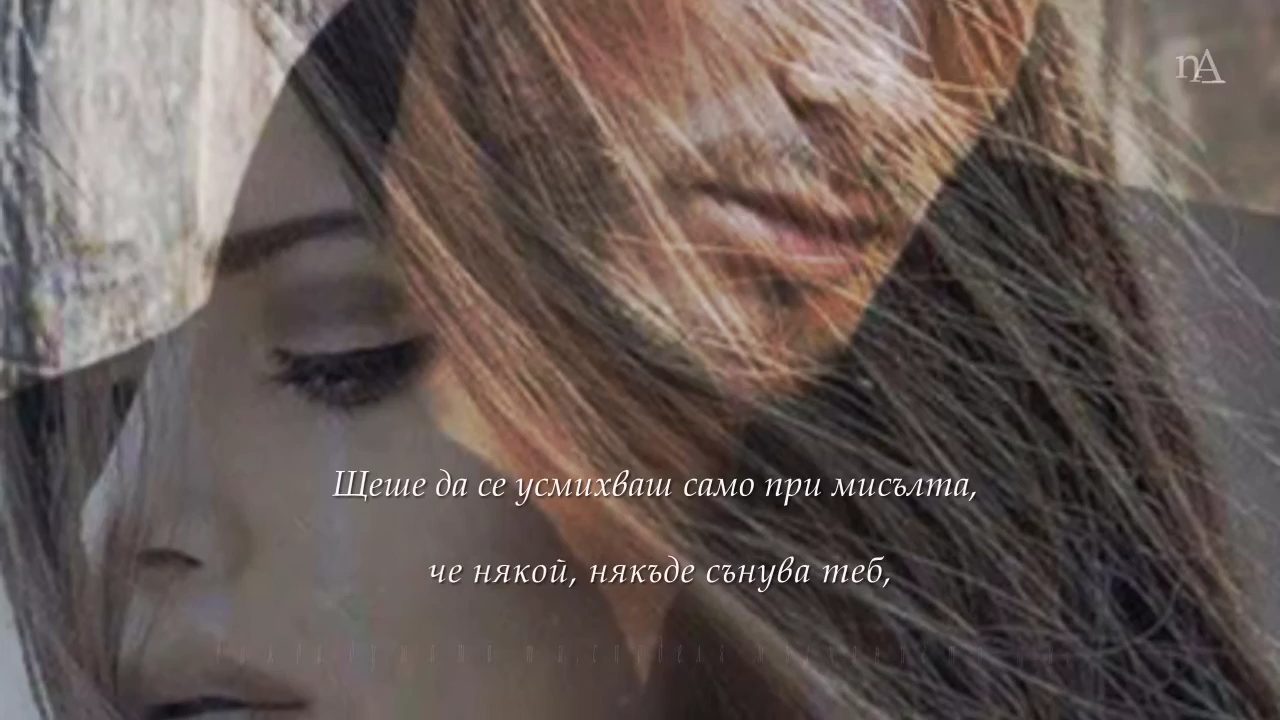 nA
Щеше да се усмихваш само при мисълта,
че някой, някъде сънува теб,